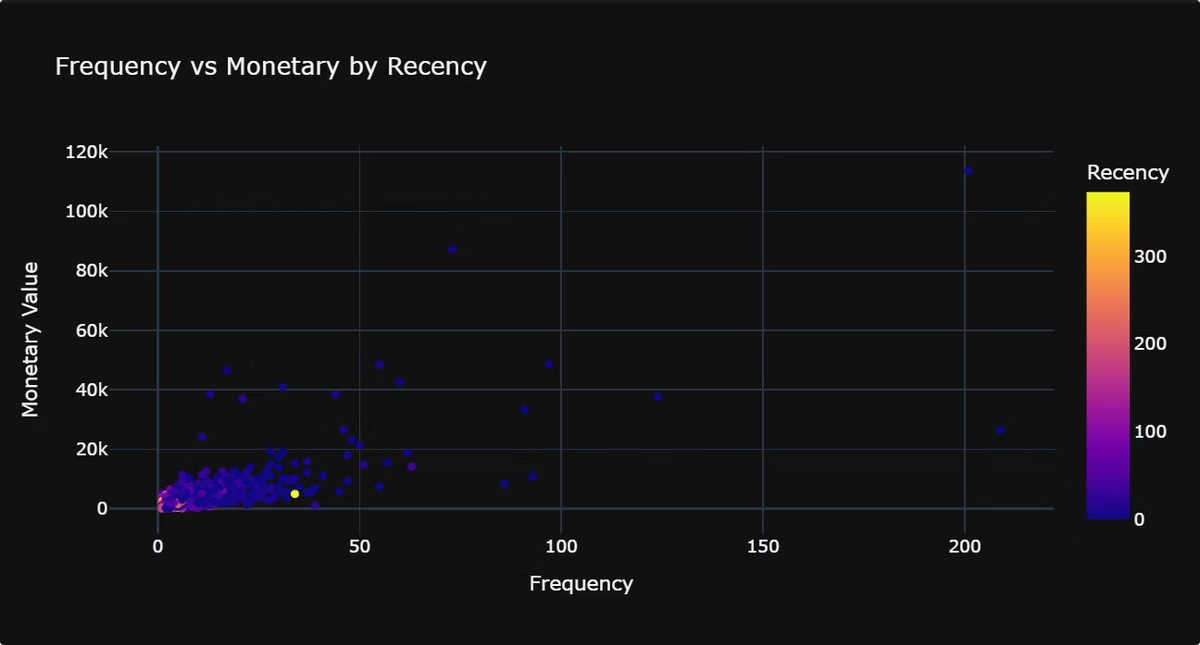 Frequency vs Monetary by Recency
120k
100k
80k
60k
40k
20k
0
Monetary Value
0 50 100 150 200
Frequency
Recency
300
200
100
0